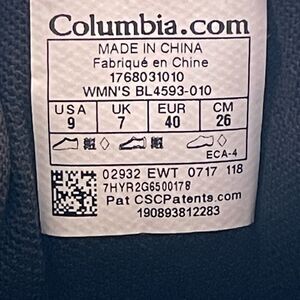 Columbia.com
MADE IN CHINA
Fabriqué en Chine
1768031010
WMN'S BL4593-010
USA UK EUR CM
9 7 40 26
ECA-4
02932 EWT 0717 118
7HYR2G6500178
Pat CSCPatents.com
190893812283